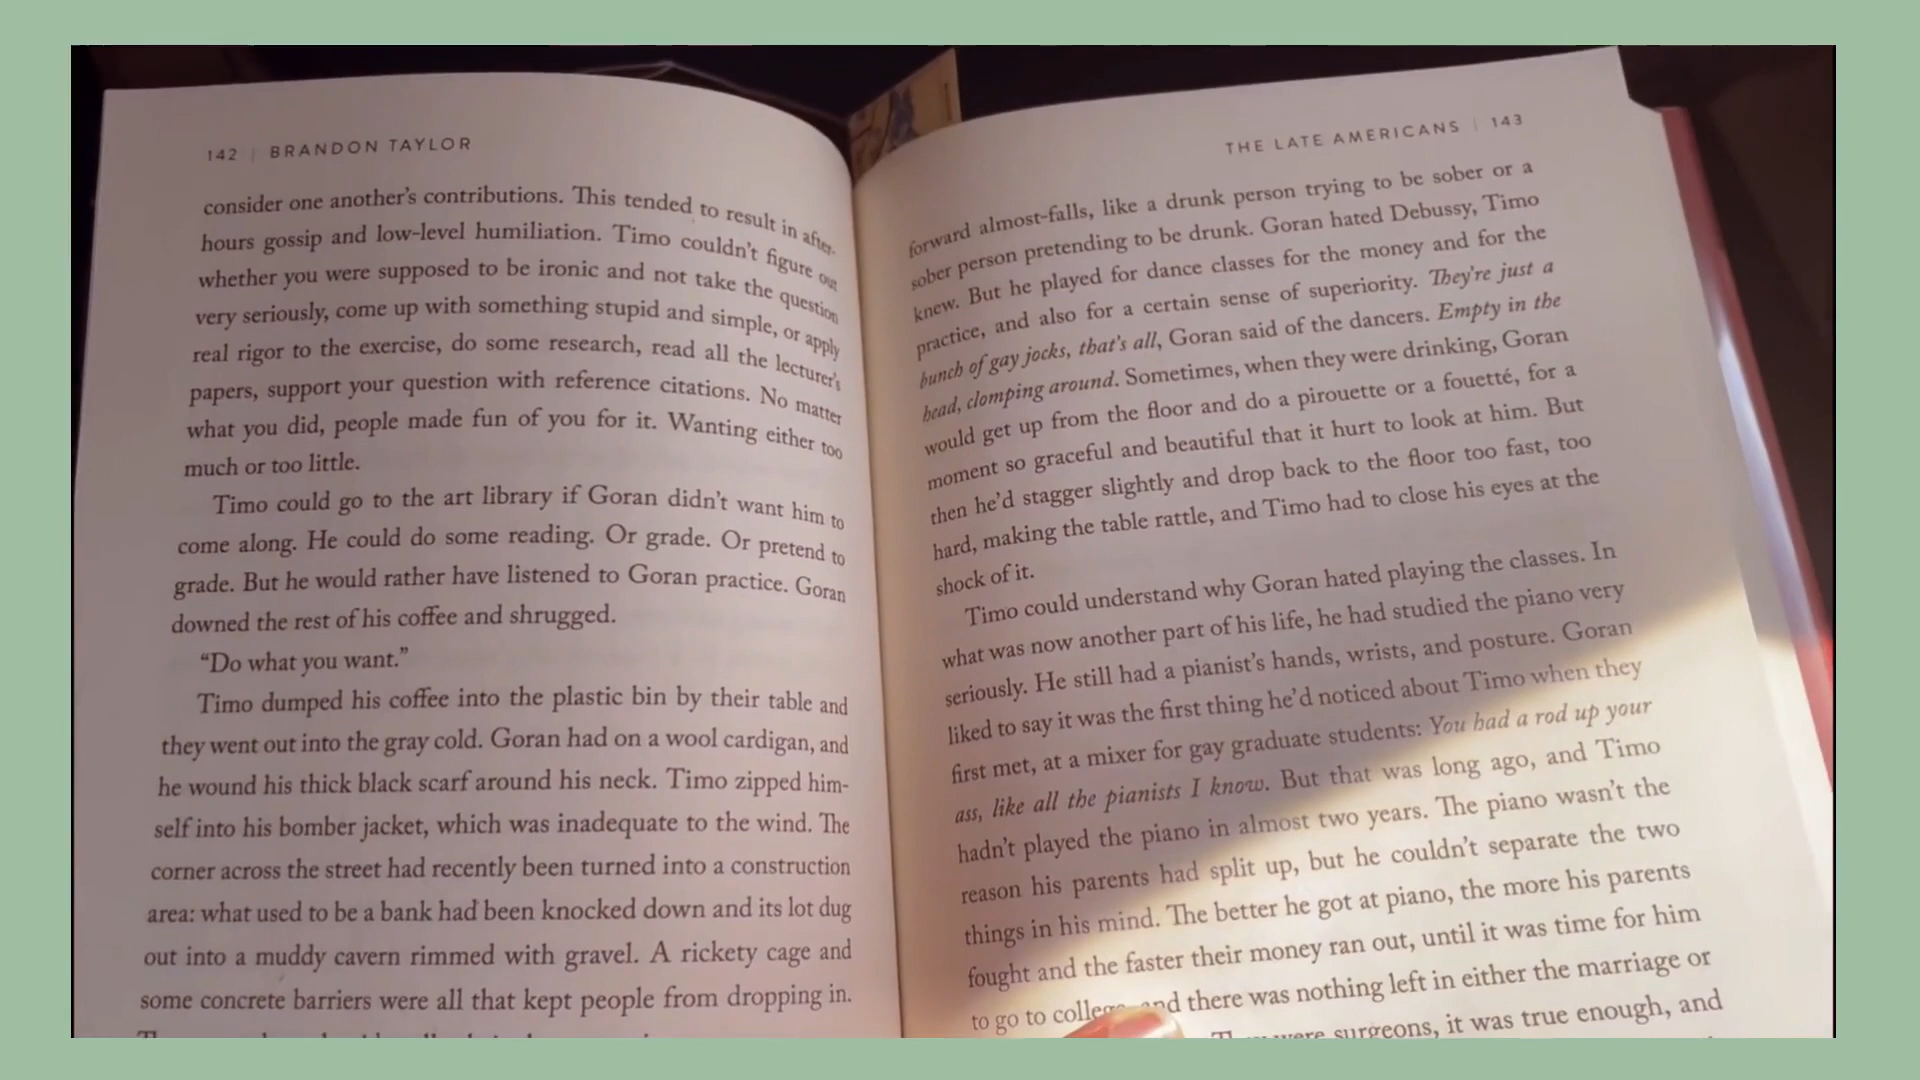 142 | BRANDON TAYLOR
consider one another's contributions. This tended to result in after-
hours gossip and low-level humiliation. Timo couldn't figure out
whether you were supposed to be ironic and not take the question
very seriously, come up with something stupid and simple, or apply
real rigor to the exercise, do some research, read all the lecturer's
papers, support your question with reference citations. No matter
what you did, people made fun of you for it. Wanting either too
much or too little.
Timo could go to the art library if Goran didn't want him to
come along. He could do some reading. Or grade. Or pretend to
grade. But he would rather have listened to Goran practice. Goran
downed the rest of his coffee and shrugged.
“Do what you want.”
Timo dumped his coffee into the plastic bin by their table and
they went out into the gray cold. Goran had on a wool cardigan, and
he wound his thick black scarf around his neck. Timo zipped him-
self into his bomber jacket, which was inadequate to the wind. The
corner across the street had recently been turned into a construction
area: what used to be a bank had been knocked down and its lot dug
out into a muddy cavern rimmed with gravel. A rickety cage and
some concrete barriers were all that kept people from dropping in.
THE LATE AMERICANS | 143
forward almost-falls, like a drunk person trying to be sober or a
sober person pretending to be drunk. Goran hated Debussy, Timo
knew. But he played for dance classes for the money and for the
practice, and also for a certain sense of superiority. They're just a
bunch of gay jocks, that's all, Goran said of the dancers. Empty in the
head, clomping around. Sometimes, when they were drinking, Goran
would get up from the floor and do a pirouette or a fouetté, for a
moment so graceful and beautiful that it hurt to look at him. But
then he'd stagger slightly and drop back to the floor too fast, too
hard, making the table rattle, and Timo had to close his eyes at the
shock of it.
Timo could understand why Goran hated playing the classes. In
what was now another part of his life, he had studied the piano very
seriously. He still had a pianist's hands, wrists, and posture. Goran
liked to say it was the first thing he'd noticed about Timo when they
first met, at a mixer for gay graduate students: You had a rod up your
ass, like all the pianists I know. But that was long ago, and Timo
hadn't played the piano in almost two years. The piano wasn't the
reason his parents had split up, but he couldn't separate the two
things in his mind. The better he got at piano, the more his parents
fought and the faster their money ran out, until it was time for him
to go to college and there was nothing left in either the marriage or
were surgeons, it was true enough, and